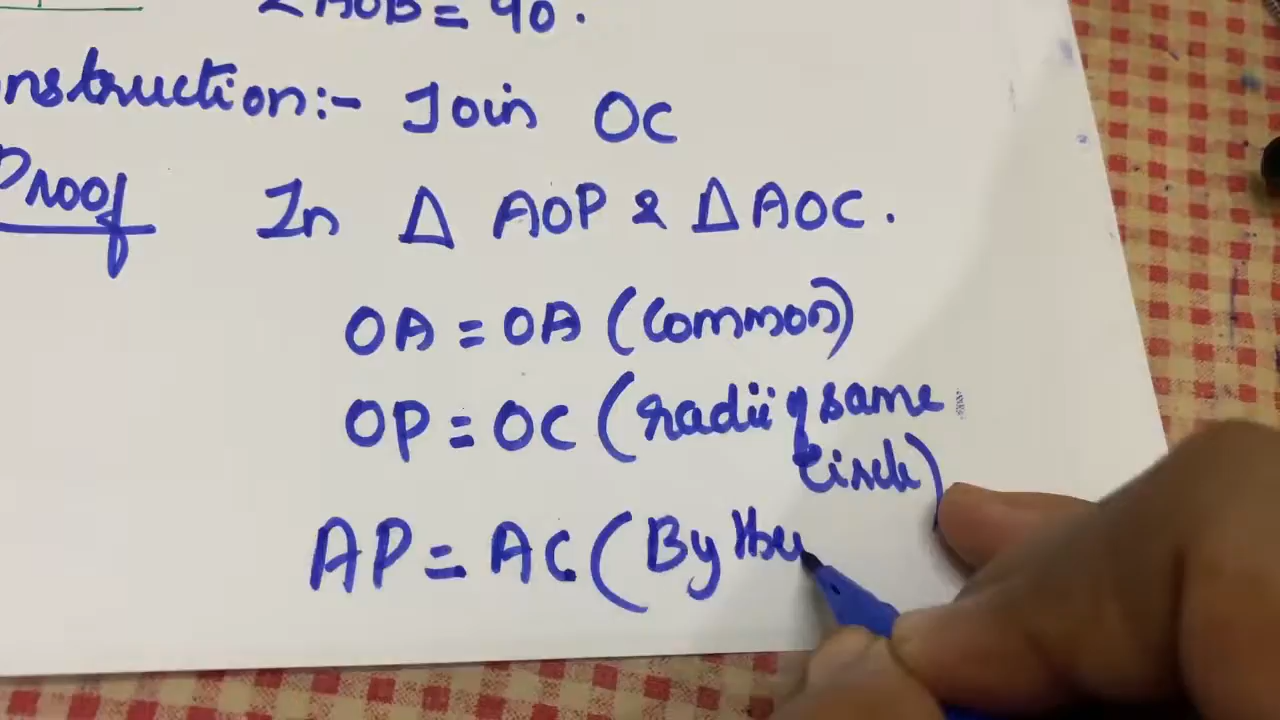 ∠AOB = 90.
nstruction:- Join OC
Proof In Δ AOP & ΔAOC.
OA = OA (common)
OP = OC (radii of same
circle)
AP = AC (By the